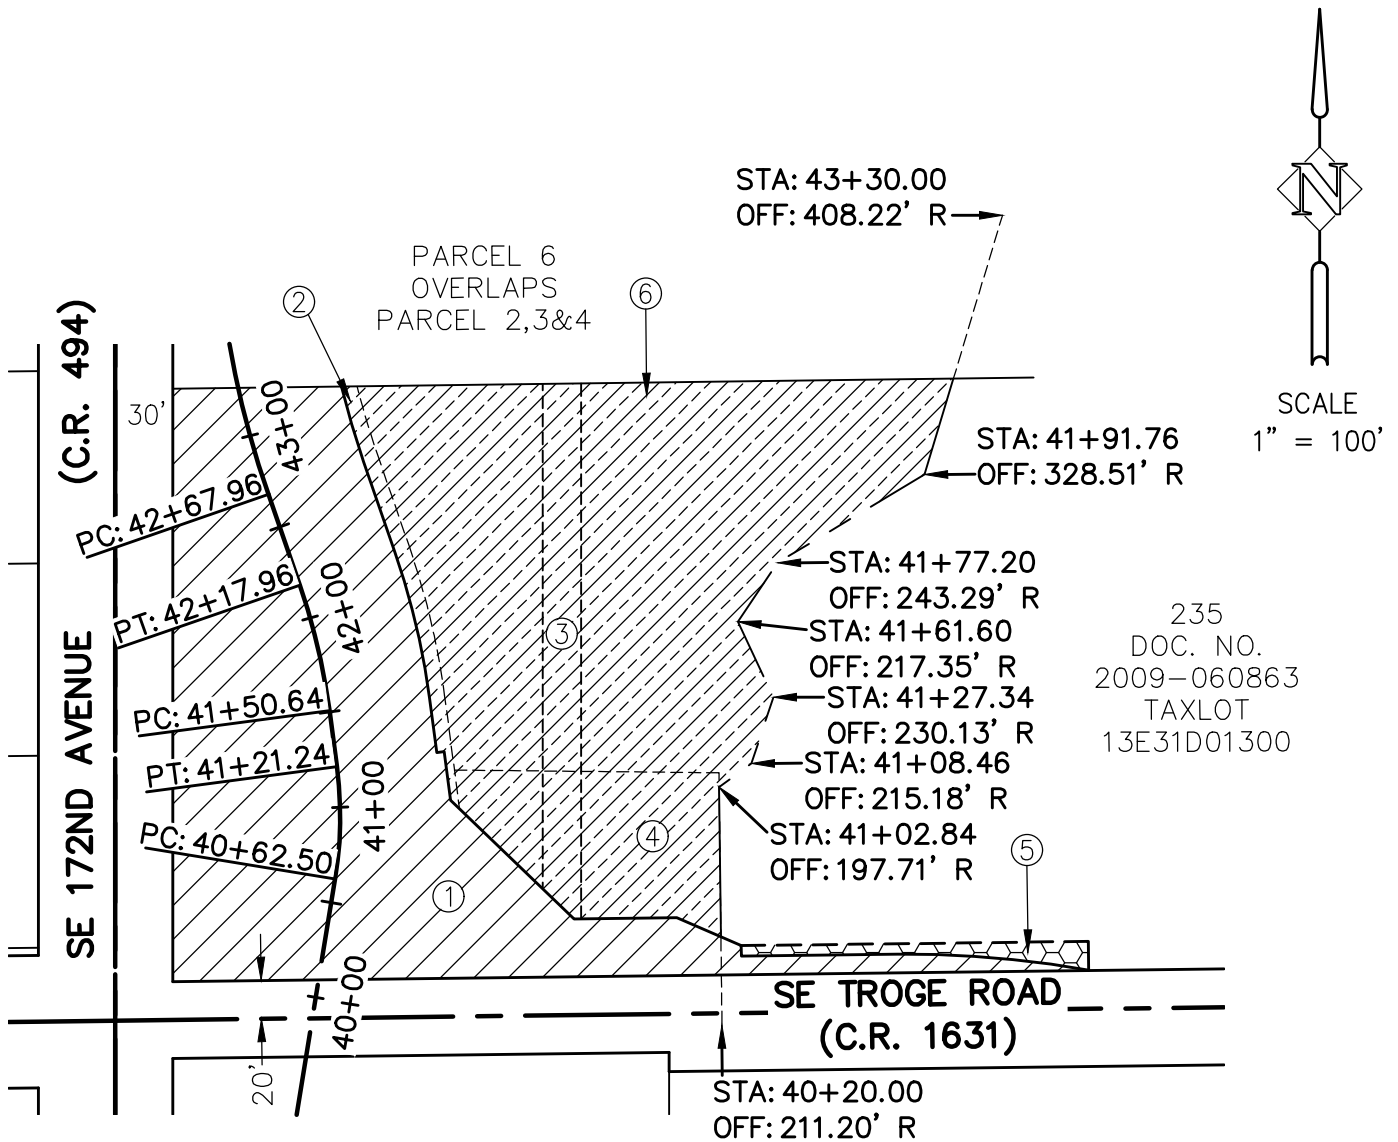 STA: 43+30.00
OFF: 408.22' R
N
SCALE
1" = 100'
PARCEL 6
OVERLAPS
PARCEL 2,3&4
2
6
SE 172ND AVENUE (C.R. 494)
30'
43+00
PC: 42+67.96
STA: 41+91.76
OFF: 328.51' R
PT: 42+17.96
42+00
STA: 41+77.20
OFF: 243.29' R
3
STA: 41+61.60
OFF: 217.35' R
235
DOC. NO.
2009-060863
TAXLOT
13E31D01300
PC: 41+50.64
STA: 41+27.34
OFF: 230.13' R
PT: 41+21.24
STA: 41+08.46
OFF: 215.18' R
41+00
PC: 40+62.50
4
STA: 41+02.84
OFF: 197.71' R
5
1
40+00
20'
SE TROGE ROAD
(C.R. 1631)
STA: 40+20.00
OFF: 211.20' R